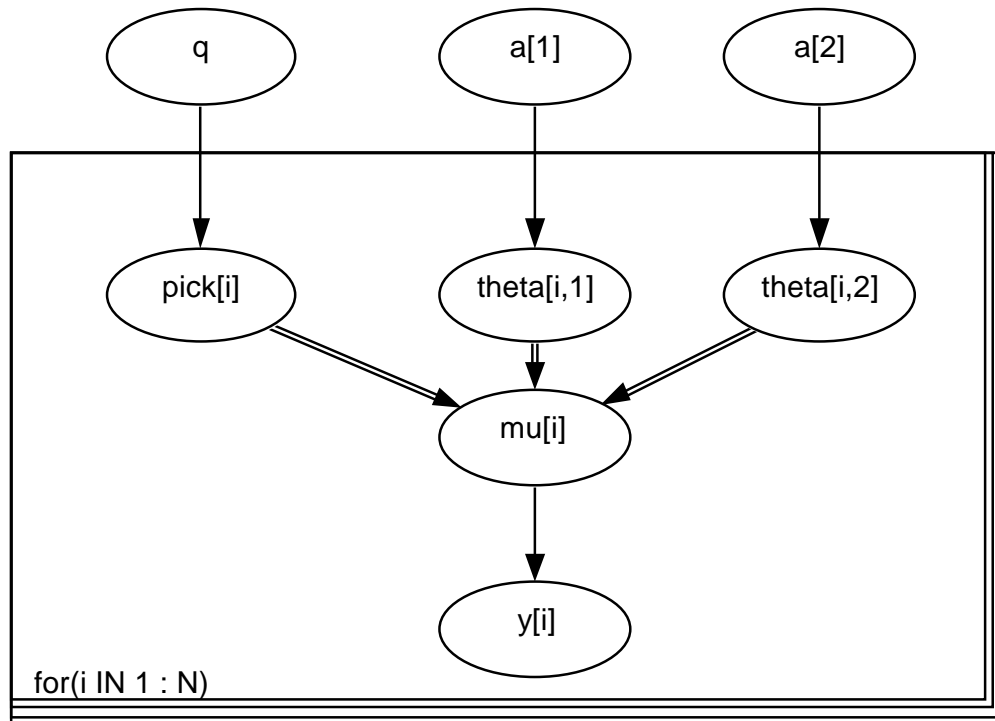 q
a[1]
a[2]
pick[i]
theta[i,1]
theta[i,2]
mu[i]
y[i]
for(i IN 1 : N)